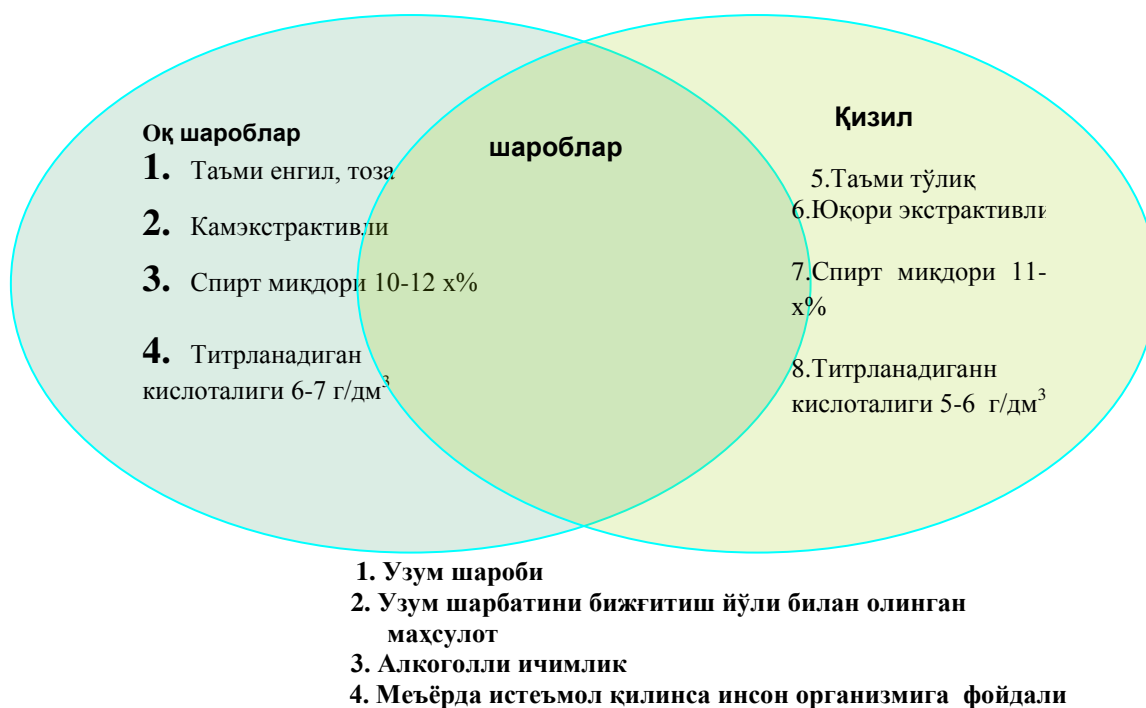 Оқ шароблар
1. Таъми енгил, тоза
2. Камэкстрактивли
3. Спирт миқдори 10-12 х%
4. Титрланадиган
кислоталиги 6-7 г/дм³
шароблар
Қизил
5.Таъми тўлиқ
6.Юқори экстрактивли
7.Спирт миқдори 11-
х%
8.Титрланадиганн
кислоталиги 5-6 г/дм³
1. Узум шароби
2. Узум шарбатини бижғитиш йўли билан олинган
маҳсулот
3. Алкоголли ичимлик
4. Меъёрда истеъмол қилинса инсон организмига фойдали